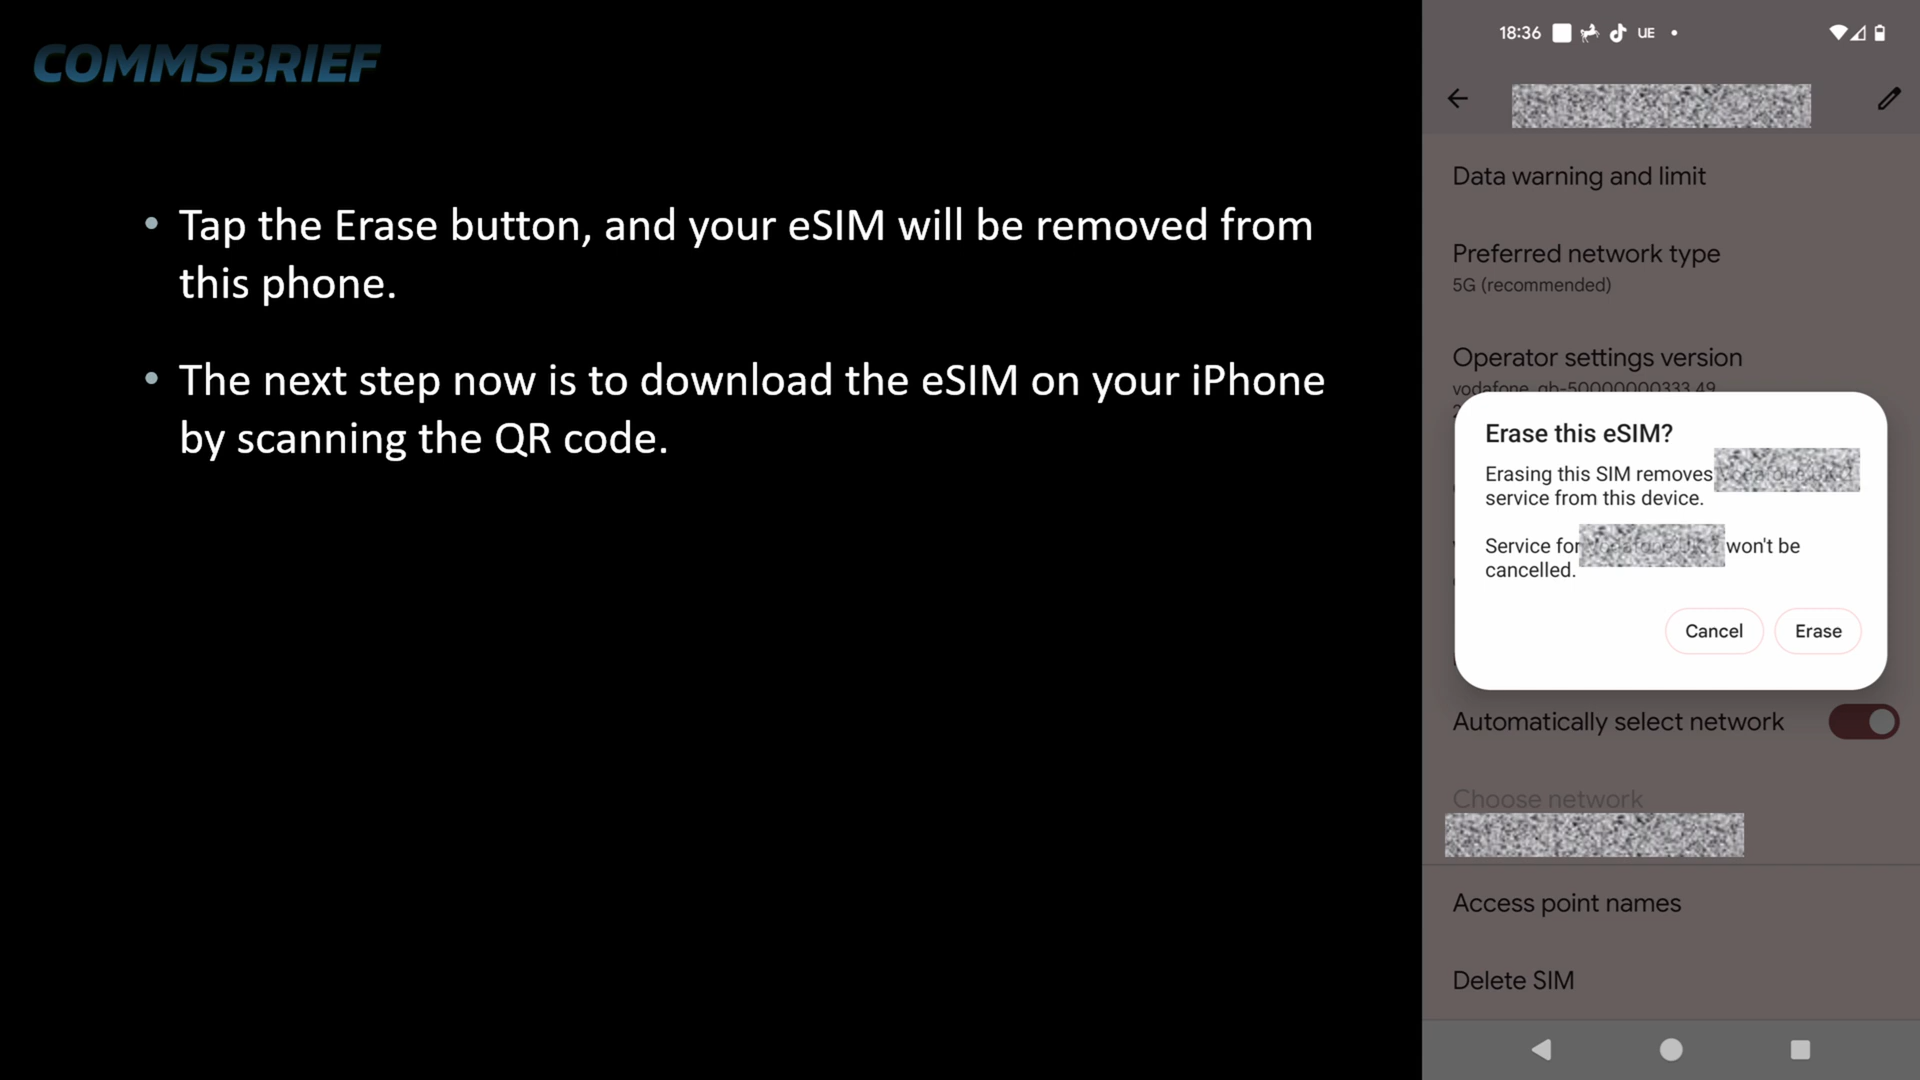 COMMSBRIEF
• Tap the Erase button, and your eSIM will be removed from
this phone.
• The next step now is to download the eSIM on your iPhone
by scanning the QR code.
18:36 UE
Data warning and limit
Preferred network type
5G (recommended)
Operator settings version
vodafone_gb-50000000333.49
Erase this eSIM?
Erasing this SIM removes
service from this device.
Service for won't be
cancelled.
Cancel Erase
Automatically select network
Choose network
Access point names
Delete SIM